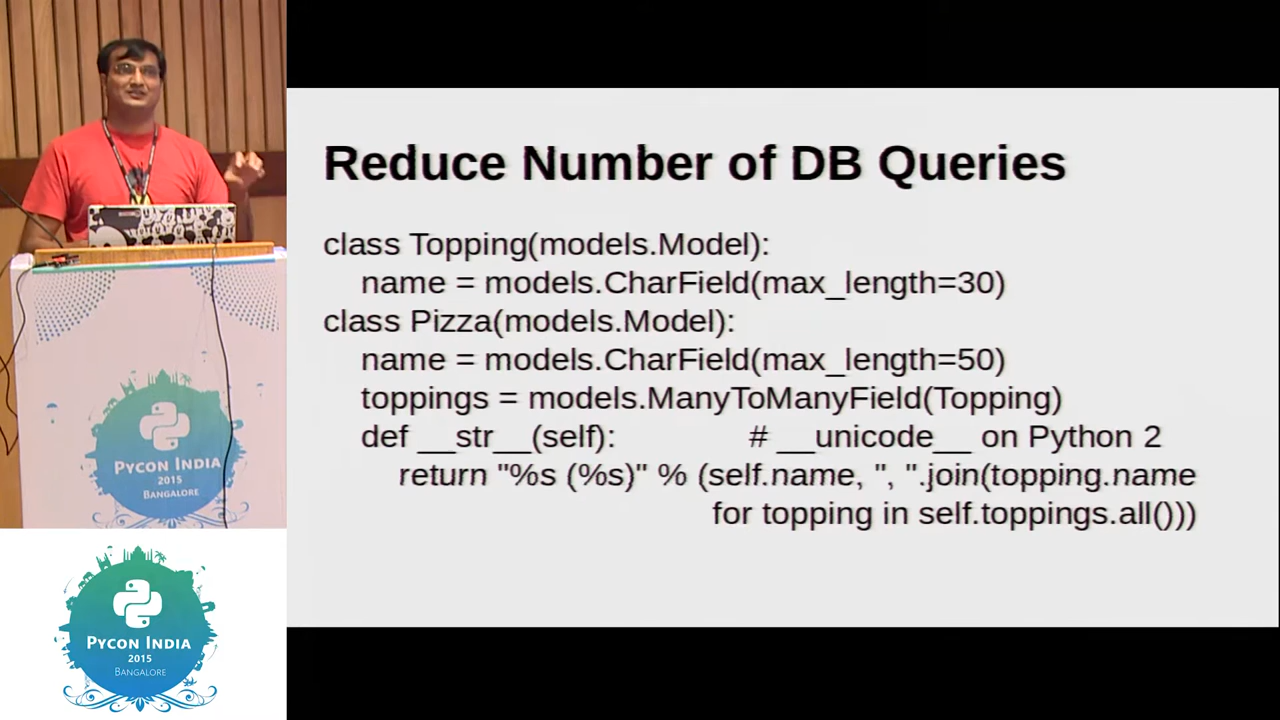 Reduce Number of DB Queries
class Topping(models.Model):
name = models.CharField(max_length=30)
class Pizza(models.Model):
name = models.CharField(max_length=50)
toppings = models.ManyToManyField(Topping)
def __str__(self): # __unicode__ on Python 2
return "%s (%s)" % (self.name, ", ".join(topping.name
for topping in self.toppings.all()))
PYCON INDIA
2015
BANGALORE
PYCON INDIA
2015
BANGALORE